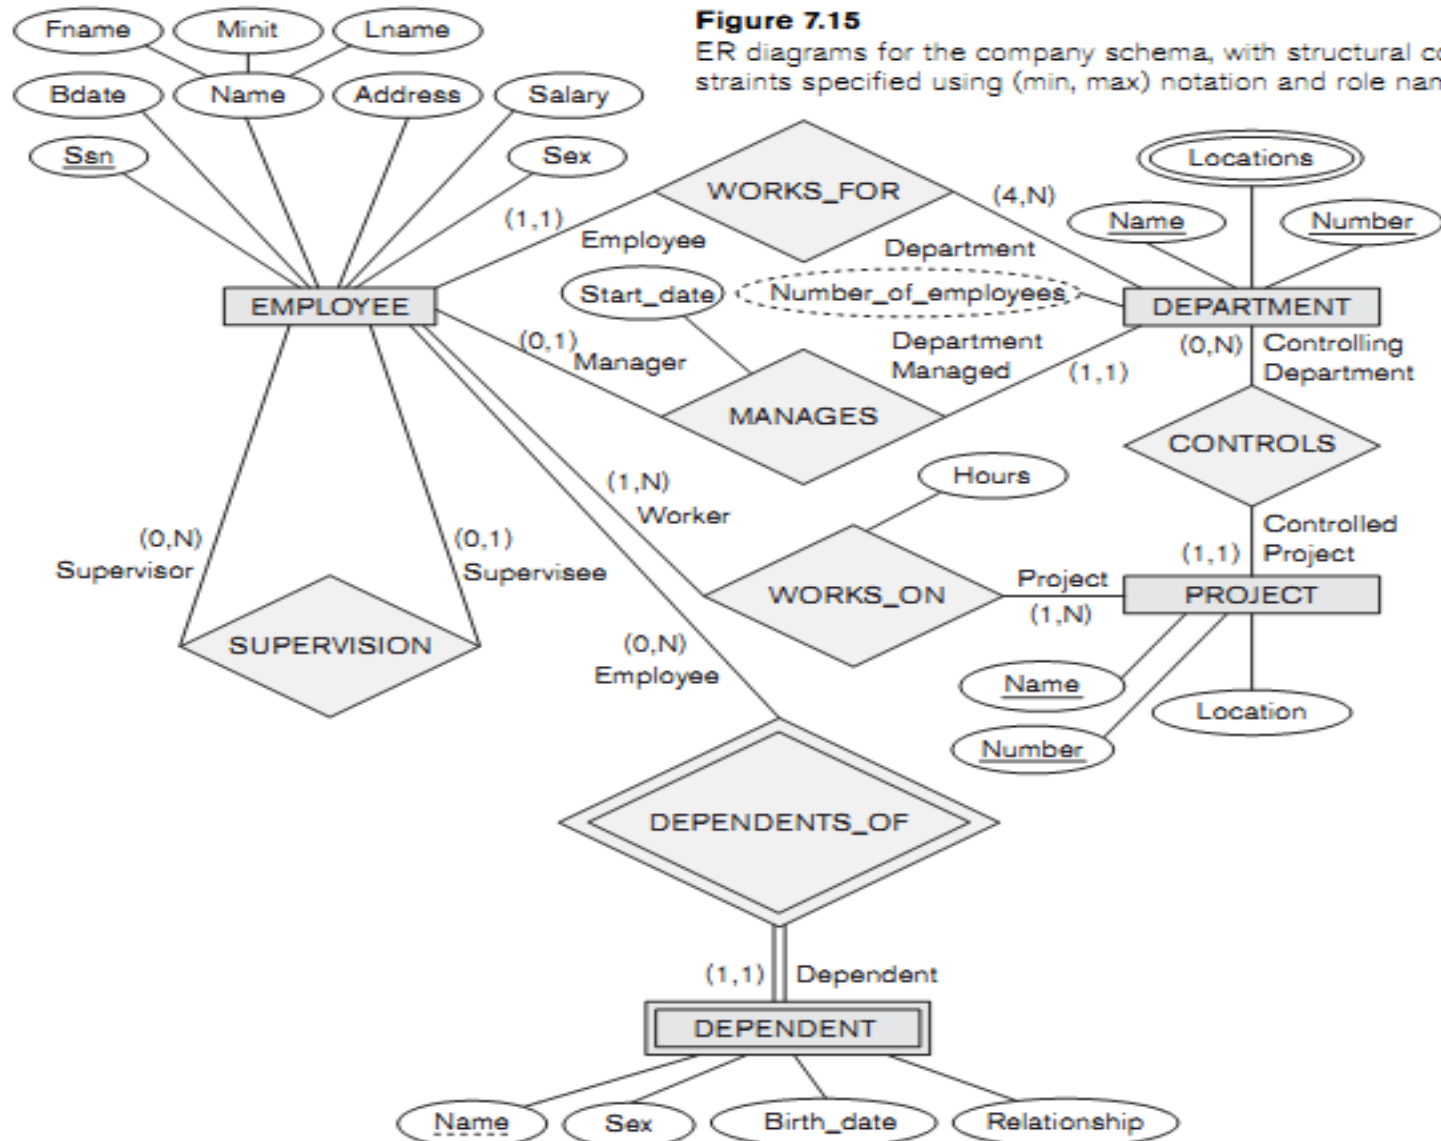 Figure 7.15
ER diagrams for the company schema, with structural co
straints specified using (min, max) notation and role nan
Fname
Minit
Lname
Bdate
Name
Address
Salary
Ssn
Sex
WORKS_FOR
Locations
Name
Number
(1,1)
Employee
(4,N)
Department
EMPLOYEE
Start_date
Number_of_employees
DEPARTMENT
(0,1)
Manager
Department
Managed
(1,1)
(0,N)
Controlling
Department
MANAGES
CONTROLS
Hours
(1,N)
Worker
(0,N)
Supervisor
(0,1)
Supervisee
Controlled
Project
(1,1)
SUPERVISION
WORKS_ON
Project
(1,N)
PROJECT
(0,N)
Employee
Name
Number
Location
DEPENDENTS_OF
(1,1)
Dependent
DEPENDENT
Name
Sex
Birth_date
Relationship